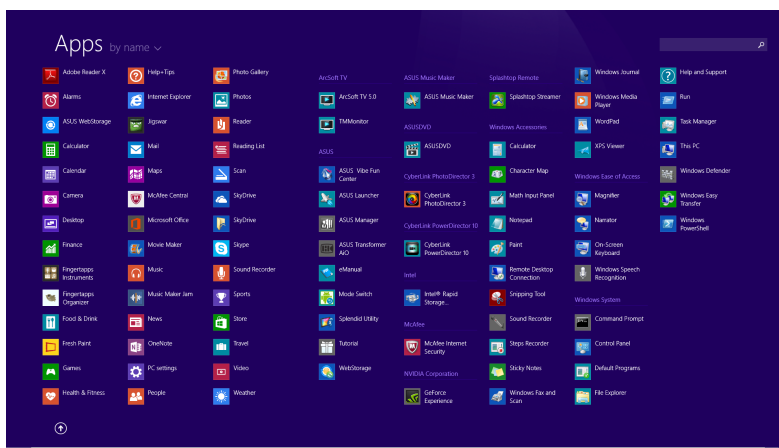 Apps by name
Adobe Reader X
Alarms
ASUS WebStorage
Calculator
Calendar
Camera
Desktop
Finance
Fingertapps
Instruments
Fingertapps
Organizer
Food & Drink
Fresh Paint
Games
Health & Fitness
Help+Tips
Internet Explorer
Jigswar
Mail
Maps
McAfee Central
Microsoft Office
Movie Maker
Music
Music Maker Jam
News
OneNote
PC settings
People
Photo Gallery
Photos
Reader
Reading List
Scan
SkyDrive
SkyDrive
Skype
Sound Recorder
Sports
Store
Travel
Video
Weather
ArcSoft TV
ArcSoft TV 5.0
TMMonitor
ASUS
ASUS Vibe Fun
Center
ASUS Launcher
ASUS Manager
ASUS Transformer
AiO
eManual
Mode Switch
Splendid Utility
Tutorial
WebStorage
ASUS Music Maker
ASUS Music Maker
ASUSDVD
ASUSDVD
CyberLink PhotoDirector 3
CyberLink
PhotoDirector 3
CyberLink PowerDirector 10
CyberLink
PowerDirector 10
Intel
Intel® Rapid
Storage...
McAfee
McAfee Internet
Security
NVIDIA Corporation
GeForce
Experience
Splashtop Remote
Splashtop Streamer
Windows Accessories
Calculator
Character Map
Math Input Panel
Notepad
Paint
Remote Desktop
Connection
Snipping Tool
Sound Recorder
Steps Recorder
Sticky Notes
Windows Fax and
Scan
Windows Journal
Windows Media
Player
WordPad
XPS Viewer
Windows Ease of Access
Magnifier
Narrator
On-Screen
Keyboard
Windows Speech
Recognition
Windows System
Command Prompt
Control Panel
Default Programs
File Explorer
Help and Support
Run
Task Manager
This PC
Windows Defender
Windows Easy
Transfer
Windows
PowerShell